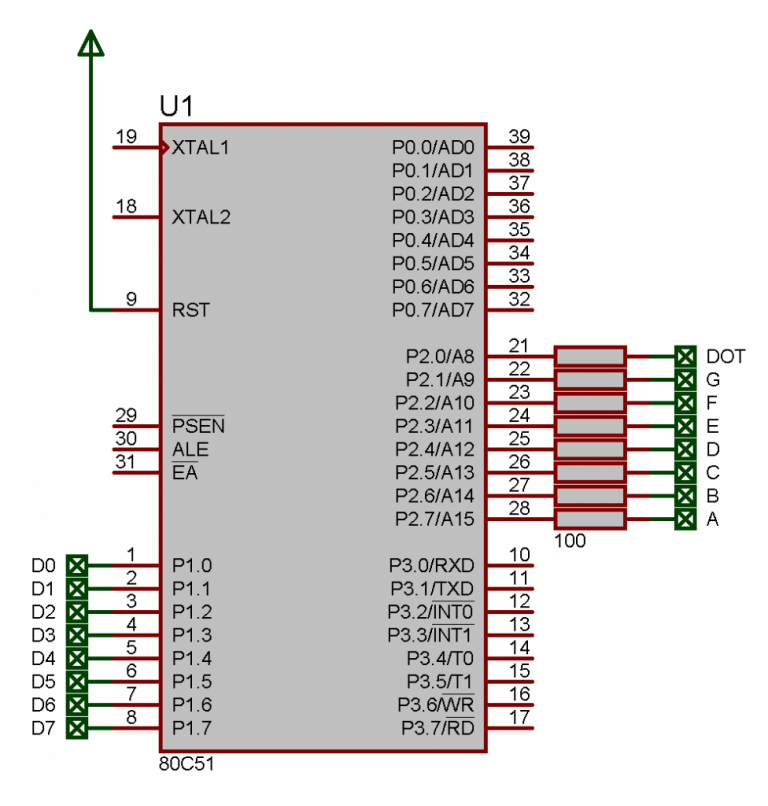 U1
19 XTAL1 P0.0/AD0 39
P0.1/AD1 38
P0.2/AD2 37
18 XTAL2 P0.3/AD3 36
P0.4/AD4 35
P0.5/AD5 34
P0.6/AD6 33
9 RST P0.7/AD7 32
P2.0/A8 21 DOT
P2.1/A9 22 G
P2.2/A10 23 F
29 PSEN P2.3/A11 24 E
30 ALE P2.4/A12 25 D
31 EA P2.5/A13 26 C
P2.6/A14 27 B
P2.7/A15 28 A
100
D0 1 P1.0 P3.0/RXD 10
D1 2 P1.1 P3.1/TXD 11
D2 3 P1.2 P3.2/INT0 12
D3 4 P1.3 P3.3/INT1 13
D4 5 P1.4 P3.4/T0 14
D5 6 P1.5 P3.5/T1 15
D6 7 P1.6 P3.6/WR 16
D7 8 P1.7 P3.7/RD 17
80C51